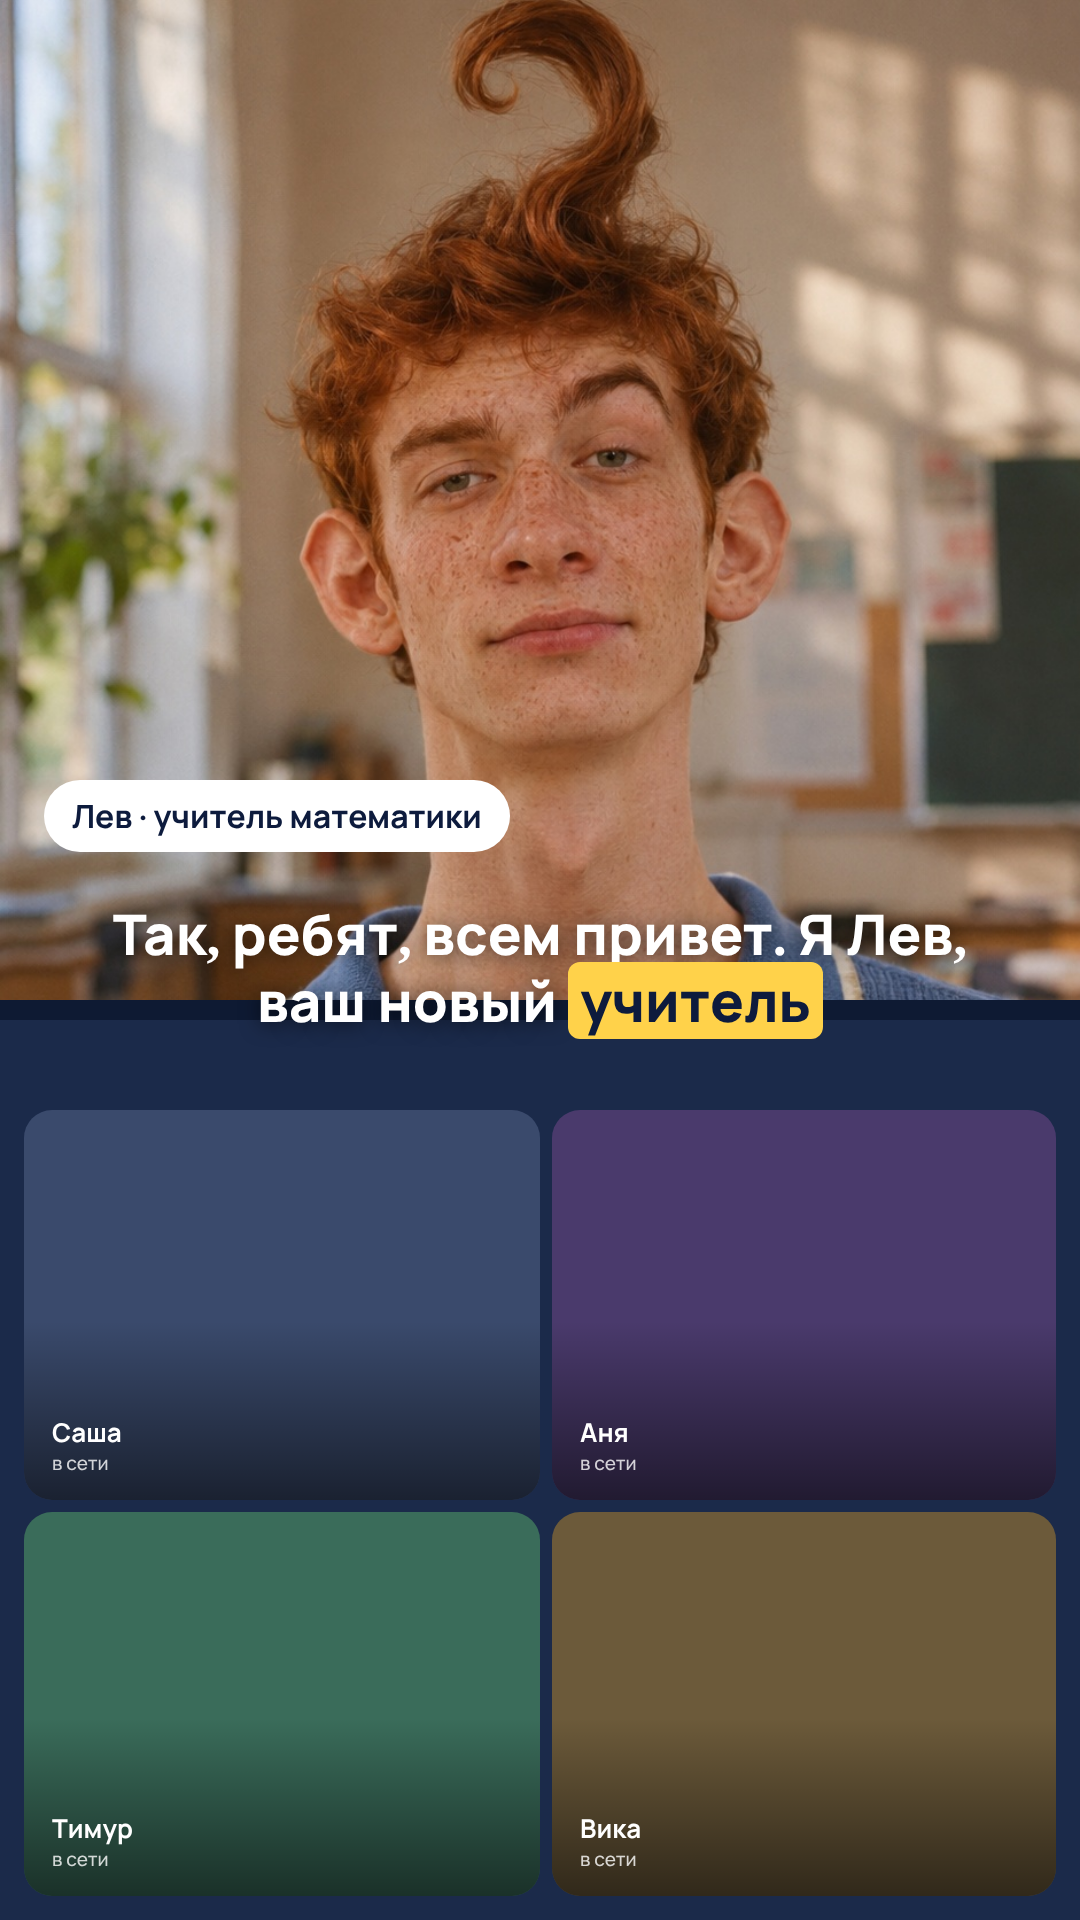 Лев · учитель математики
Так, ребят, всем привет. Я Лев,
ваш новый учитель
Саша
в сети
Аня
в сети
Тимур
в сети
Вика
в сети